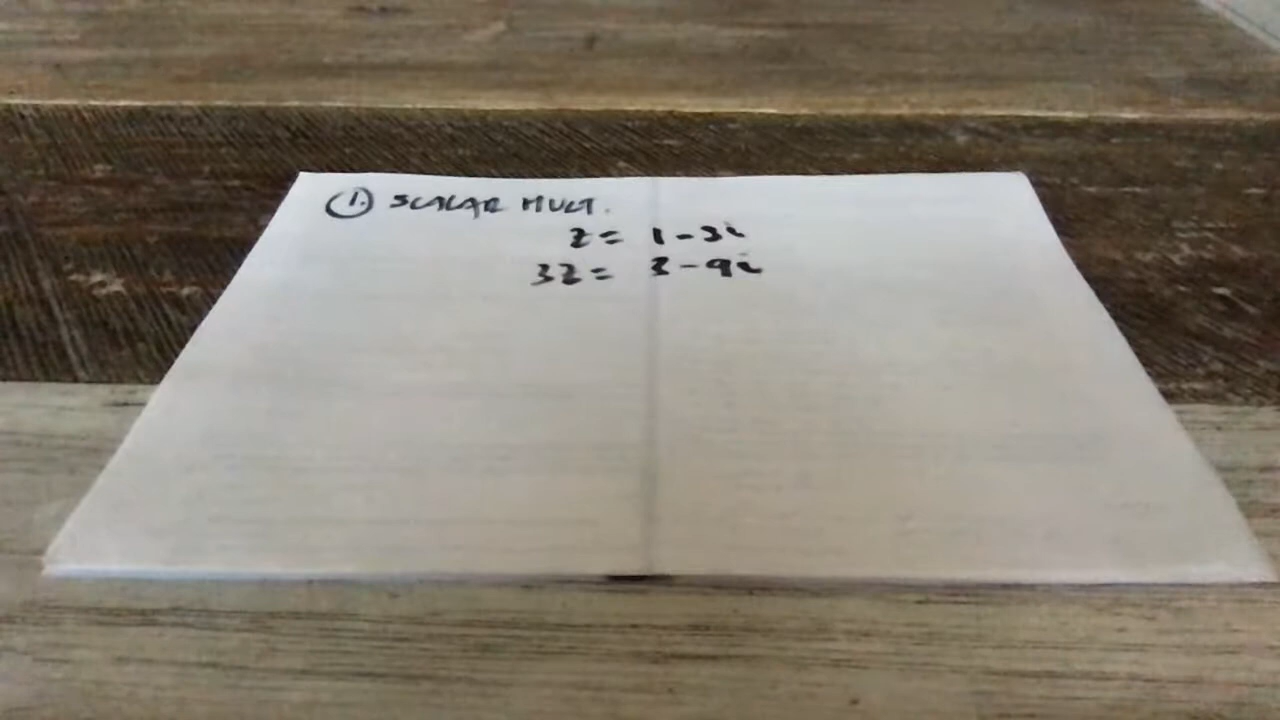 1. SCALAR MULT.
z = 1 - 3i
3z = 3 - 9i